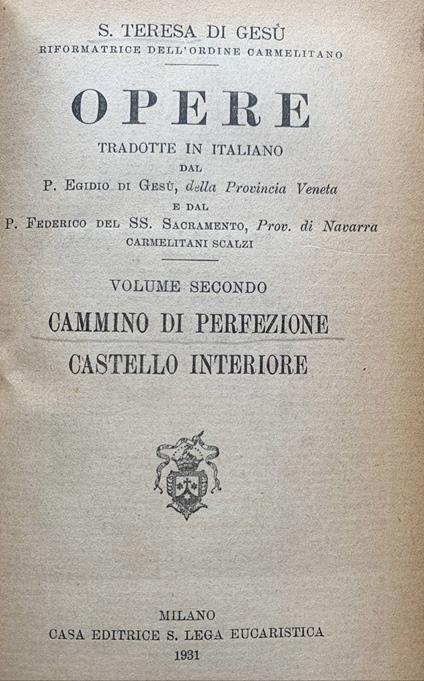 S. TERESA DI GESÙ
RIFORMATRICE DELL'ORDINE CARMELITANO
OPERE
TRADOTTE IN ITALIANO
DAL
P. EGIDIO DI GESÙ, della Provincia Veneta
E DAL
P. FEDERICO DEL SS. SACRAMENTO, Prov. di Navarra
CARMELITANI SCALZI
VOLUME SECONDO
CAMMINO DI PERFEZIONE
CASTELLO INTERIORE
MILANO
CASA EDITRICE S. LEGA EUCARISTICA
1931